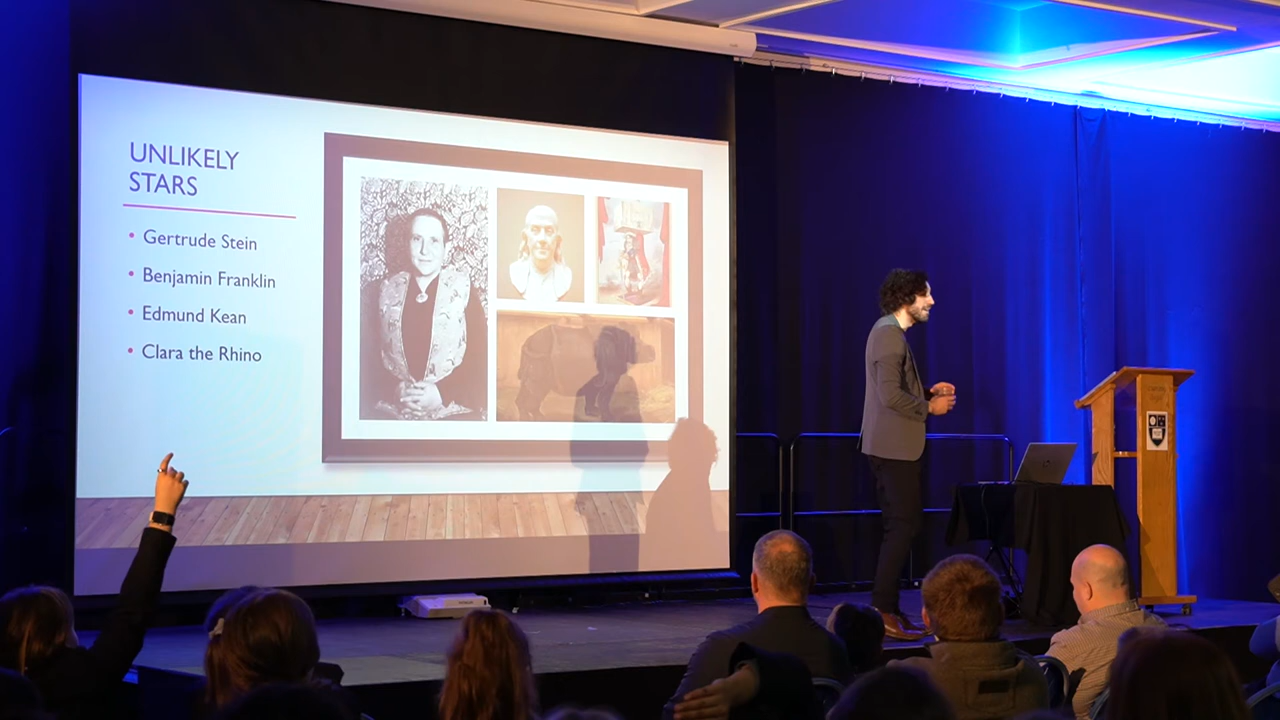 UNLIKELY
STARS
• Gertrude Stein
• Benjamin Franklin
• Edmund Kean
• Clara the Rhino